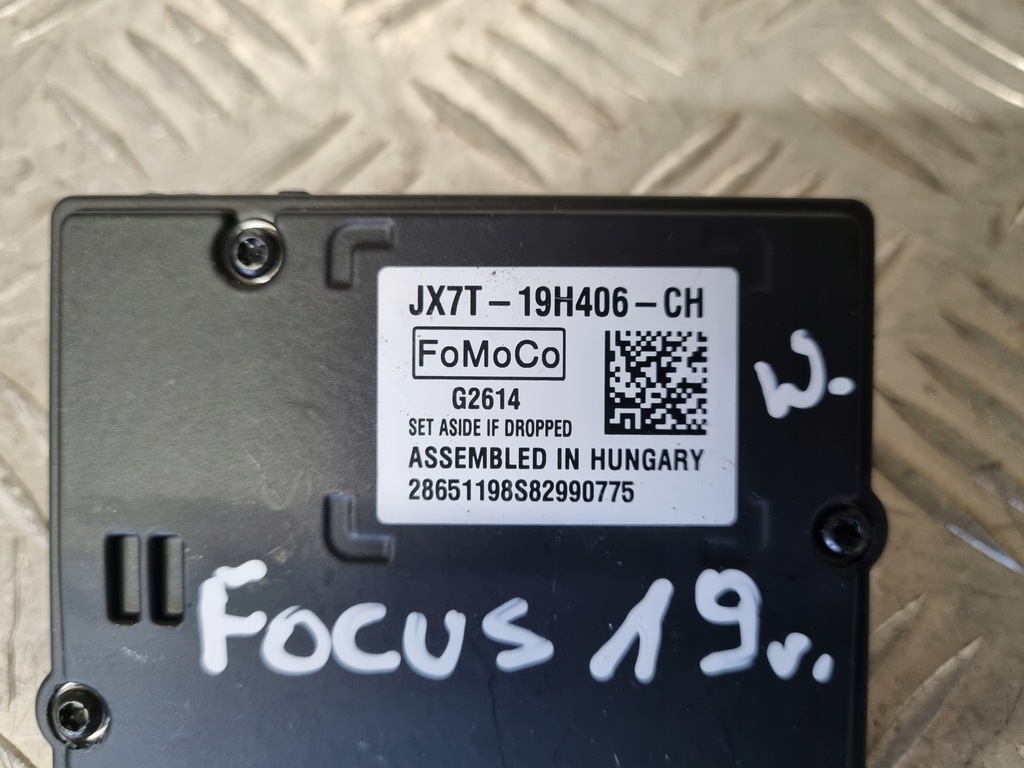 JX7T-19H406-CH
FoMoCo
G2614
SET ASIDE IF DROPPED
ASSEMBLED IN HUNGARY
28651198S82990775
W.
Focus 19r.